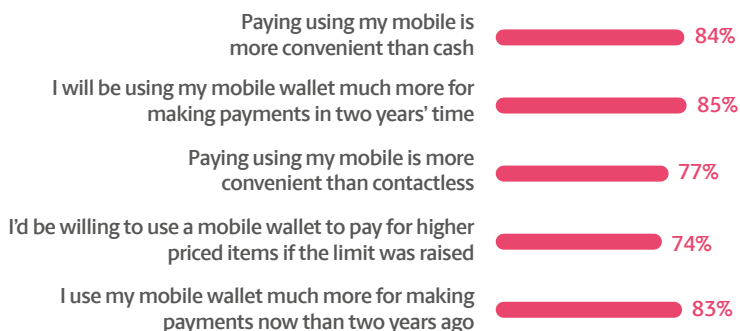 Paying using my mobile is
more convenient than cash
84%
I will be using my mobile wallet much more for
making payments in two years’ time
85%
Paying using my mobile is more
convenient than contactless
77%
I’d be willing to use a mobile wallet to pay for higher
priced items if the limit was raised
74%
I use my mobile wallet much more for making
payments now than two years ago
83%